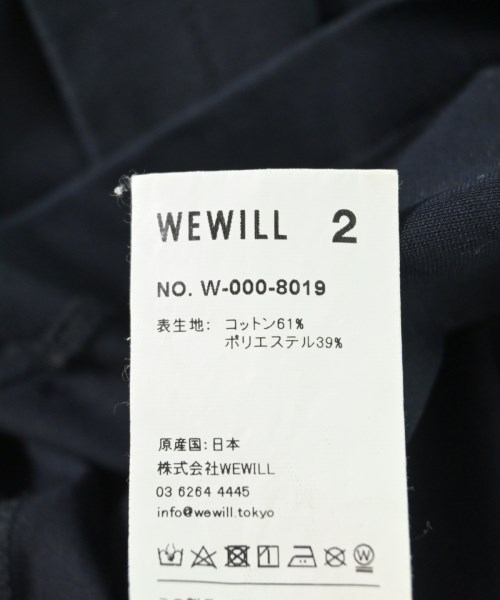 WEWILL 2
NO. W-000-8019
表生地: コットン61%
ポリエステル39%
原産国:日本
株式会社WEWILL
03 6264 4445
info@wewill.tokyo
W